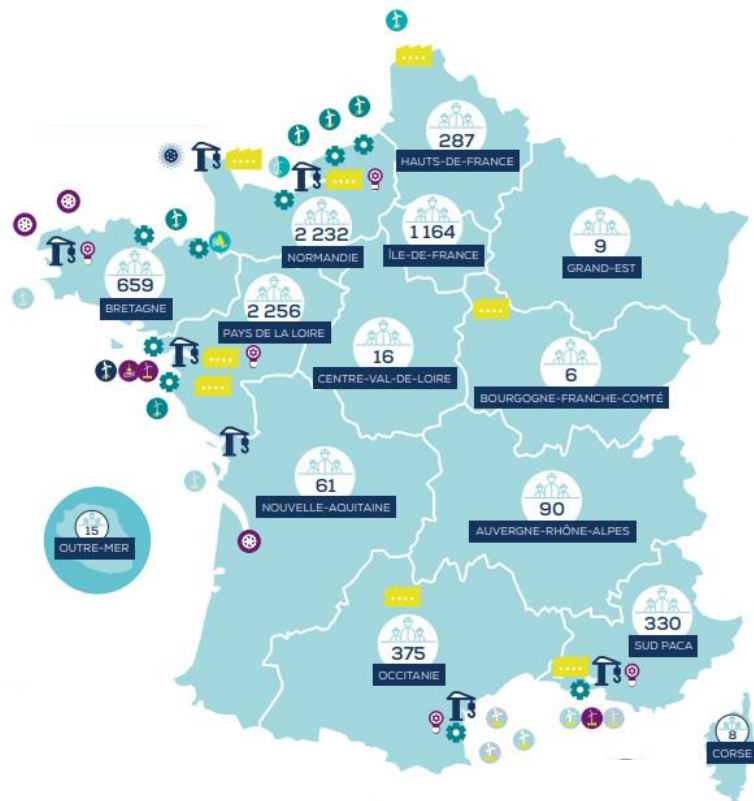 287
HAUTS-DE-FRANCE
2 232
NORMANDIE
1 164
ÎLE-DE-FRANCE
9
GRAND-EST
659
BRETAGNE
2 256
PAYS DE LA LOIRE
16
CENTRE-VAL-DE-LOIRE
6
BOURGOGNE-FRANCHE-COMTÉ
61
NOUVELLE-AQUITAINE
90
AUVERGNE-RHÔNE-ALPES
15
OUTRE-MER
330
SUD PACA
375
OCCITANIE
8
CORSE